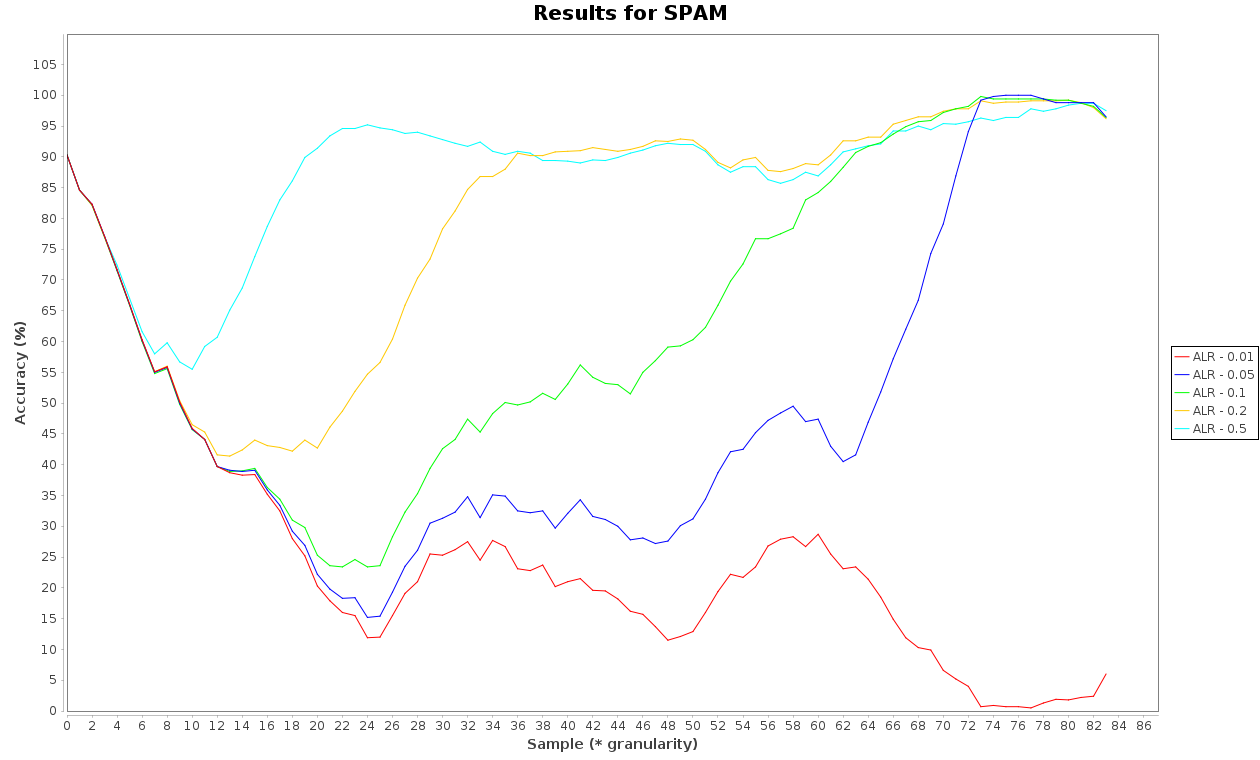 Results for SPAM
105
100
95
90
85
80
75
70
65
60
55
50
45
40
35
30
25
20
15
10
5
0
Accuracy (%)
0 2 4 6 8 10 12 14 16 18 20 22 24 26 28 30 32 34 36 38 40 42 44 46 48 50 52 54 56 58 60 62 64 66 68 70 72 74 76 78 80 82 84 86
Sample (* granularity)
ALR - 0.01
ALR - 0.05
ALR - 0.1
ALR - 0.2
ALR - 0.5